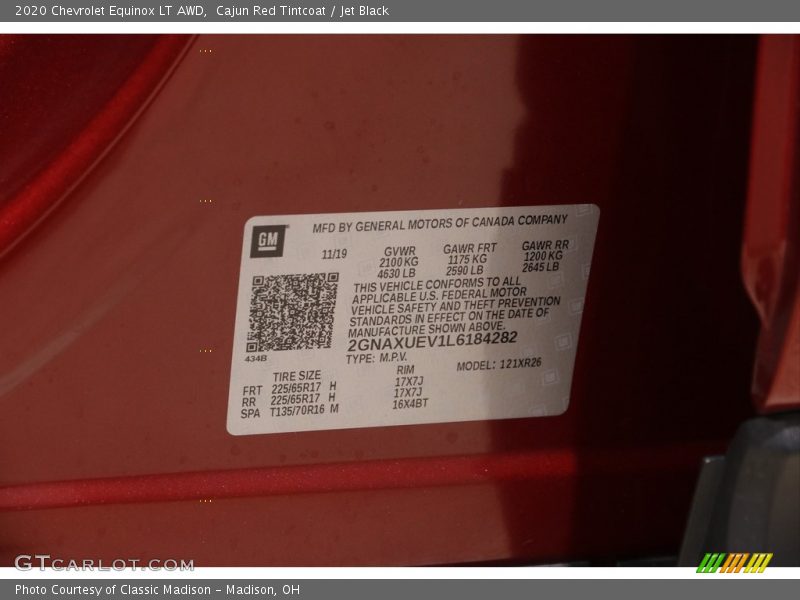 2020 Chevrolet Equinox LT AWD, Cajun Red Tintcoat / Jet Black
GM
MFD BY GENERAL MOTORS OF CANADA COMPANY
11/19 GVWR GAWR FRT GAWR RR
2100 KG 1175 KG 1200 KG
4630 LB 2590 LB 2645 LB
THIS VEHICLE CONFORMS TO ALL
APPLICABLE U.S. FEDERAL MOTOR
VEHICLE SAFETY AND THEFT PREVENTION
STANDARDS IN EFFECT ON THE DATE OF
MANUFACTURE SHOWN ABOVE.
2GNAXUEV1L6184282
434B
TYPE: M.P.V. MODEL: 121XR26
TIRE SIZE RIM
FRT 225/65R17 H 17X7J
RR 225/65R17 H 17X7J
SPA T135/70R16 M 16X4BT
GTCARLOT.COM
Photo Courtesy of Classic Madison - Madison, OH